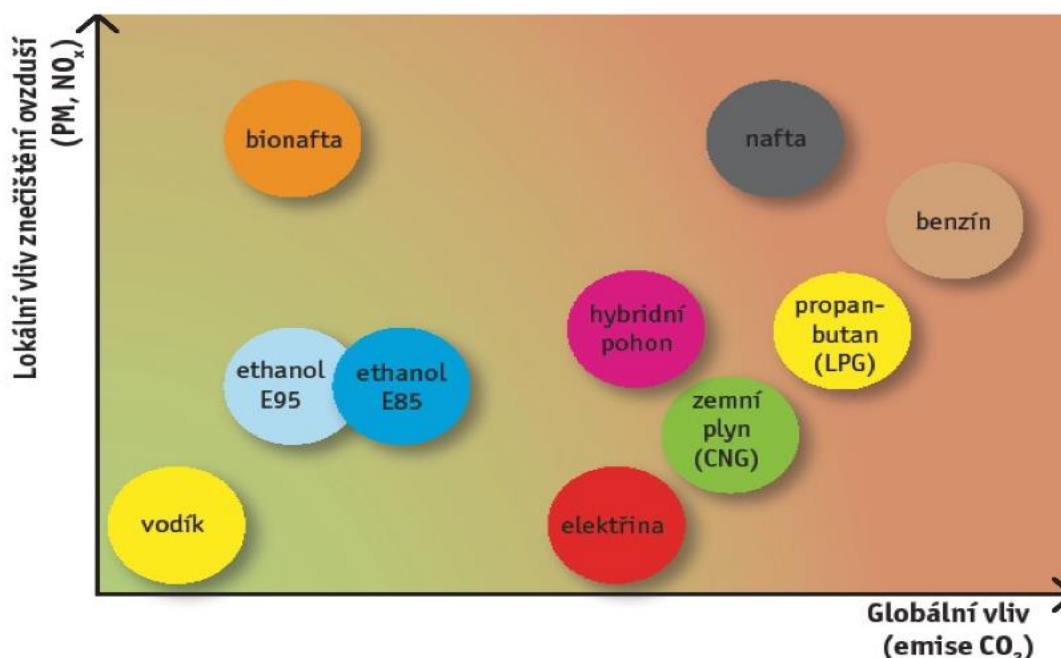 Lokální vliv znečištění ovzduší
(PM, NOₓ)
bionafta
nafta
benzín
hybridní
pohon
propan-
butan
(LPG)
ethanol
E95
ethanol
E85
zemní
plyn
(CNG)
vodík
elektřina
Globální vliv
(emise CO₂)